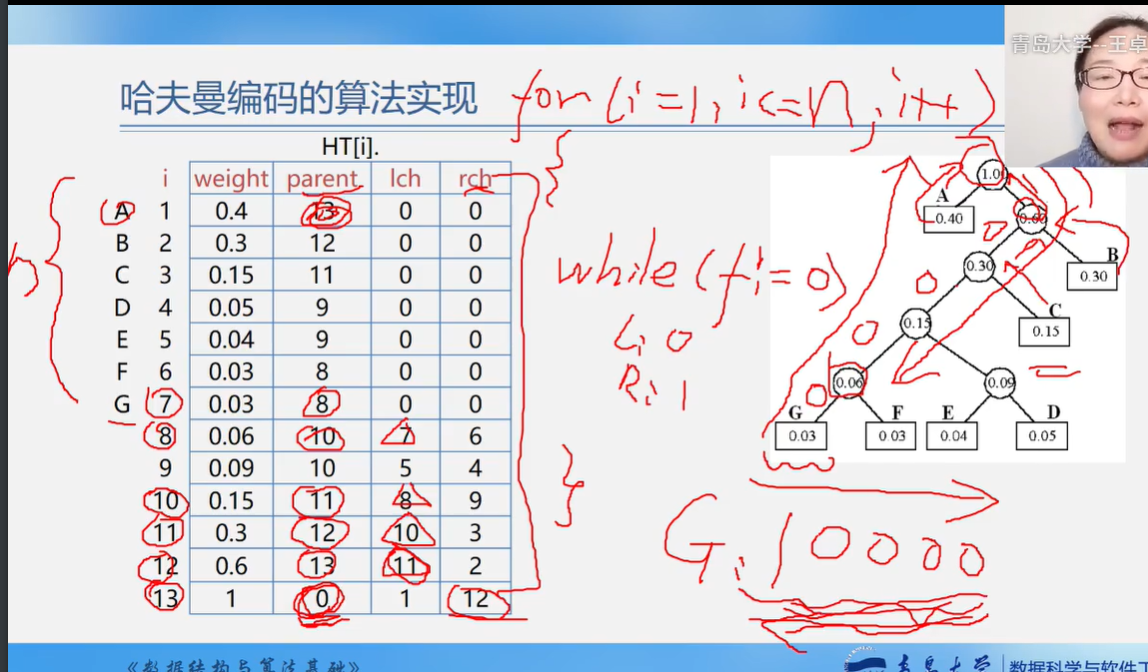 青岛大学--王卓
哈夫曼编码的算法实现
for (i=1, i<=n, i++)
HT[i].
i weight parent lch rch
A 1 0.4 13 0 0
B 2 0.3 12 0 0
C 3 0.15 11 0 0
D 4 0.05 9 0 0
E 5 0.04 9 0 0
F 6 0.03 8 0 0
G 7 0.03 8 0 0
8 0.06 10 7 6
9 0.09 10 5 4
10 0.15 11 8 9
11 0.3 12 10 3
12 0.6 13 11 2
13 1 0 1 12
n
{
while (f!=0)
L: 0
R: 1
}
1.00
A
0.40
0.60
0
B
0.30
0.30
0
C
0.15
0.15
0
0.06
0.09
0
G F E D
0.03 0.03 0.04 0.05
G: 10000
《数据结构与算法基础》
青岛大学
数据科学与软件工